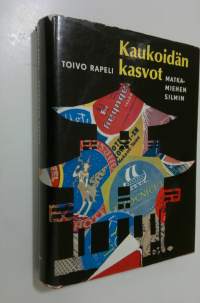 TOIVO RAPELI
Kaukoidän
kasvot
MATKA-
MIEHEN
SILMIN